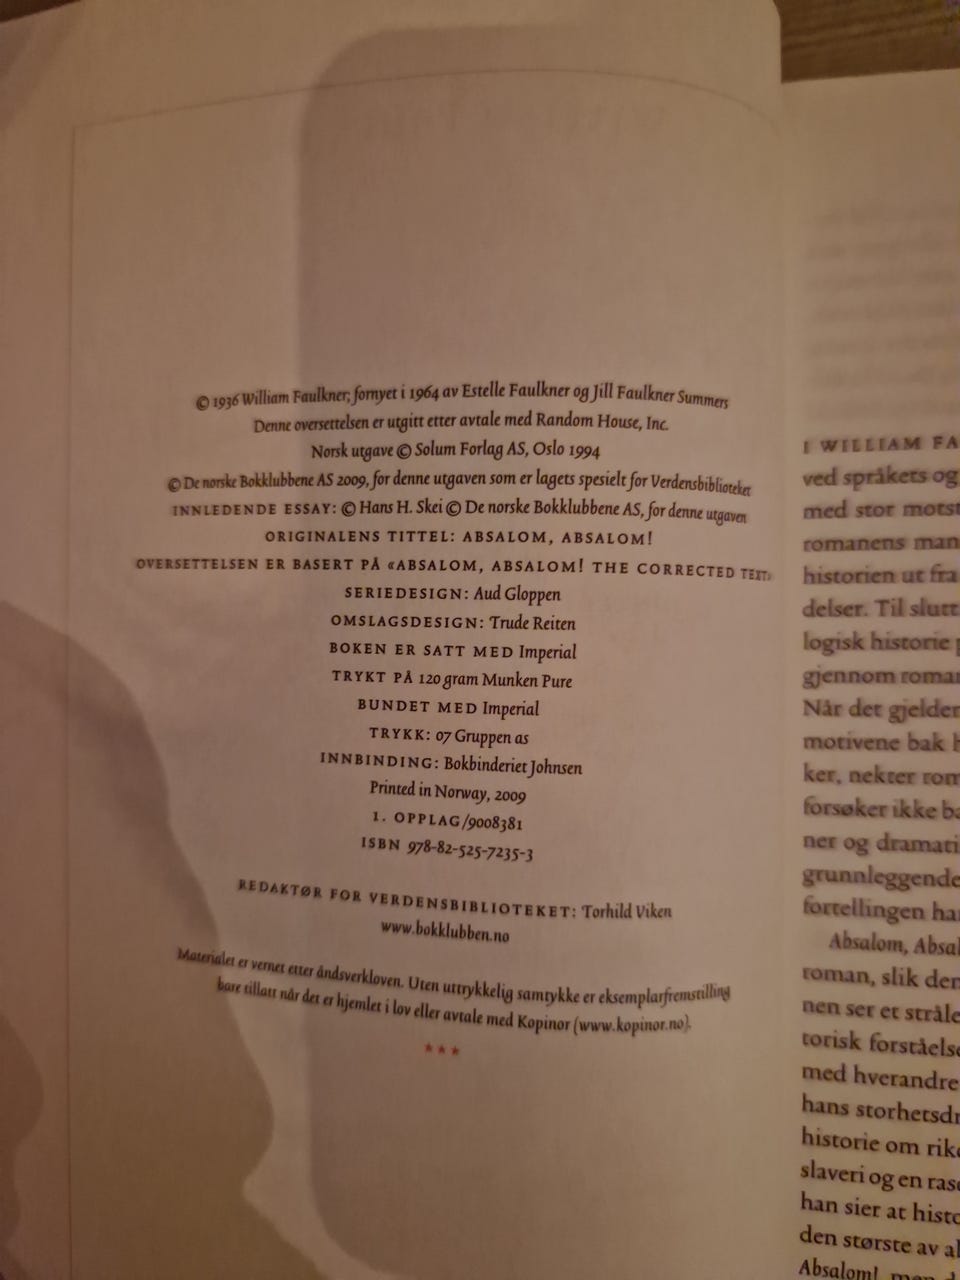 © 1936 William Faulkner; fornyet i 1964 av Estelle Faulkner og Jill Faulkner Summers
Denne oversettelsen er utgitt etter avtale med Random House, Inc.
Norsk utgave © Solum Forlag AS, Oslo 1994
© De norske Bokklubbene AS 2009, for denne utgaven som er lagets spesielt for Verdensbiblioteket
INNLEDENDE ESSAY: © Hans H. Skei © De norske Bokklubbene AS, for denne utgaven
ORIGINALENS TITTEL: ABSALOM, ABSALOM!
OVERSETTELSEN ER BASERT PÅ «ABSALOM, ABSALOM! THE CORRECTED TEXT»
SERIEDESIGN: Aud Gloppen
OMSLAGSDESIGN: Trude Reiten
BOKEN ER SATT MED Imperial
TRYKT PÅ 120 gram Munken Pure
BUNDET MED Imperial
TRYKK: 07 Gruppen as
INNBINDING: Bokbinderiet Johnsen
Printed in Norway, 2009
1. OPPLAG/9008381
ISBN 978-82-525-7235-3
REDAKTØR FOR VERDENSBIBLIOTEKET: Torhild Viken
www.bokklubben.no
Materialet er vernet etter åndsverkloven. Uten uttrykkelig samtykke er eksemplarfremstilling
bare tillatt når det er hjemlet i lov eller avtale med Kopinor (www.kopinor.no).
***
I WILLIAM FA
ved språkets og
med stor motst
romanens man
historien ut fra
delser. Til slutt
logisk historie
gjennom roma
Når det gjelder
motivene bak
ker, nekter rom
forsøker ikke ba
ner og dramati
grunnleggende
fortellingen ha
Absalom, Absal
roman, slik den
nen ser et stråle
torisk forståels
med hverandre
hans storhetsdr
historie om rik
slaveri og en ras
han sier at histo
den største av al
Absalom!